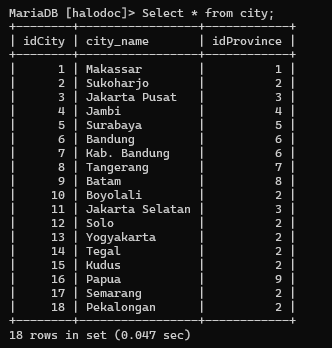 MariaDB [halodoc]> Select * from city;
+--------+-----------------+------------+
| idCity | city_name       | idProvince |
+--------+-----------------+------------+
|      1 | Makassar        |          1 |
|      2 | Sukoharjo       |          2 |
|      3 | Jakarta Pusat   |          3 |
|      4 | Jambi           |          4 |
|      5 | Surabaya        |          5 |
|      6 | Bandung         |          6 |
|      7 | Kab. Bandung    |          6 |
|      8 | Tangerang       |          7 |
|      9 | Batam           |          8 |
|     10 | Boyolali        |          2 |
|     11 | Jakarta Selatan |          3 |
|     12 | Solo            |          2 |
|     13 | Yogyakarta      |          2 |
|     14 | Tegal           |          2 |
|     15 | Kudus           |          2 |
|     16 | Papua           |          9 |
|     17 | Semarang        |          2 |
|     18 | Pekalongan      |          2 |
+--------+-----------------+------------+
18 rows in set (0.047 sec)